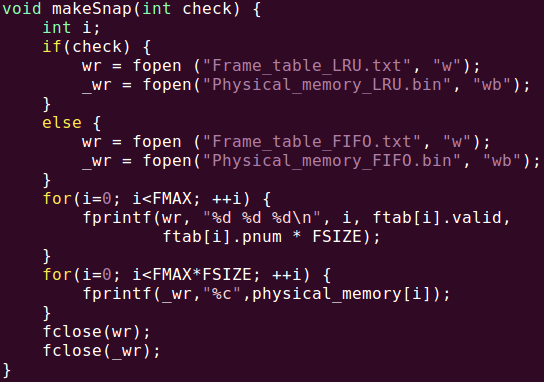 void makeSnap(int check) {
    int i;
    if(check) {
        wr = fopen ("Frame_table_LRU.txt", "w");
        _wr = fopen("Physical_memory_LRU.bin", "wb");
    }
    else {
        wr = fopen ("Frame_table_FIFO.txt", "w");
        _wr = fopen("Physical_memory_FIFO.bin", "wb");
    }
    for(i=0; i<FMAX; ++i) {
        fprintf(wr, "%d %d %d\n", i, ftab[i].valid,
                ftab[i].pnum * FSIZE);
    }
    for(i=0; i<FMAX*FSIZE; ++i) {
        fprintf(_wr,"%c",physical_memory[i]);
    }
    fclose(wr);
    fclose(_wr);
}